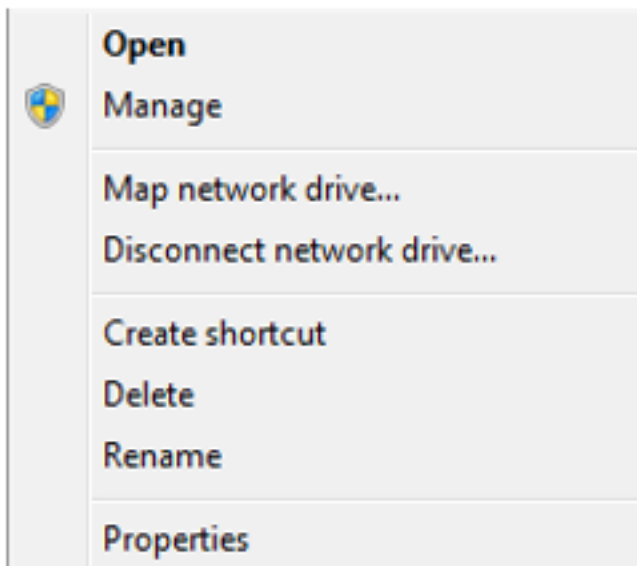 Open
Manage
Map network drive...
Disconnect network drive...
Create shortcut
Delete
Rename
Properties